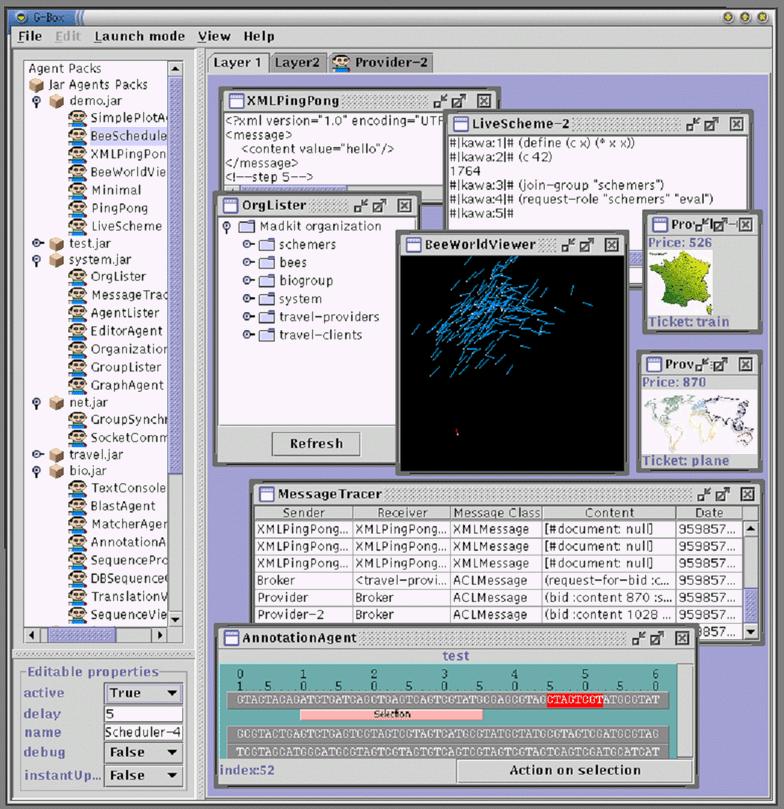 G-Box
File Edit Launch mode View Help
Agent Packs
Jar Agents Packs
demo.jar
SimplePlotA
BeeSchedule
XMLPingPon
BeeWorldVie
Minimal
PingPong
LiveScheme
test.jar
system.jar
OrgLister
MessageTrac
AgentLister
EditorAgent
Organization
GroupLister
GraphAgent
net.jar
GroupSynchr
SocketComm
travel.jar
bio.jar
TextConsole
BlastAgent
MatcherAger
AnnotationA
SequencePro
DBSequence
TranslationV
SequenceVie
Editable properties
active True
delay 5
name Scheduler-4
debug False
instantUp... False
Layer 1 Layer2 Provider-2
XMLPingPong
<?xml version="1.0" encoding="UTF
<message>
<content value="hello"/>
</message>
<!--step 5-->
LiveScheme-2
#|kawa:1|# (define (c x) (* x x))
#|kawa:2|# (c 42)
1764
#|kawa:3|# (join-group "schemers")
#|kawa:4|# (request-role "schemers" "eval")
#|kawa:5|#
OrgLister
Madkit organization
schemers
bees
biogroup
system
travel-providers
travel-clients
Refresh
BeeWorldViewer
Price: 526
Ticket: train
Prov
Price: 870
Ticket: plane
MessageTracer
Sender Receiver Message Class Content Date
XMLPingPong... XMLPingPong... XMLMessage [#document: null] 959857...
XMLPingPong... XMLPingPong... XMLMessage [#document: null] 959857...
XMLPingPong... XMLPingPong... XMLMessage [#document: null] 959857...
Broker <travel-provi... ACLMessage (request-for-bid :c... 959857...
Provider Broker ACLMessage (bid :content 870 :s... 959857...
Provider-2 Broker ACLMessage (bid :content 1028 ... 959857...
959857...
AnnotationAgent
test
0 1 2 3 4 5 6
1....5....0....5....0....5....0....5....0....5....0....5....0
Selection
index:52
Action on selection